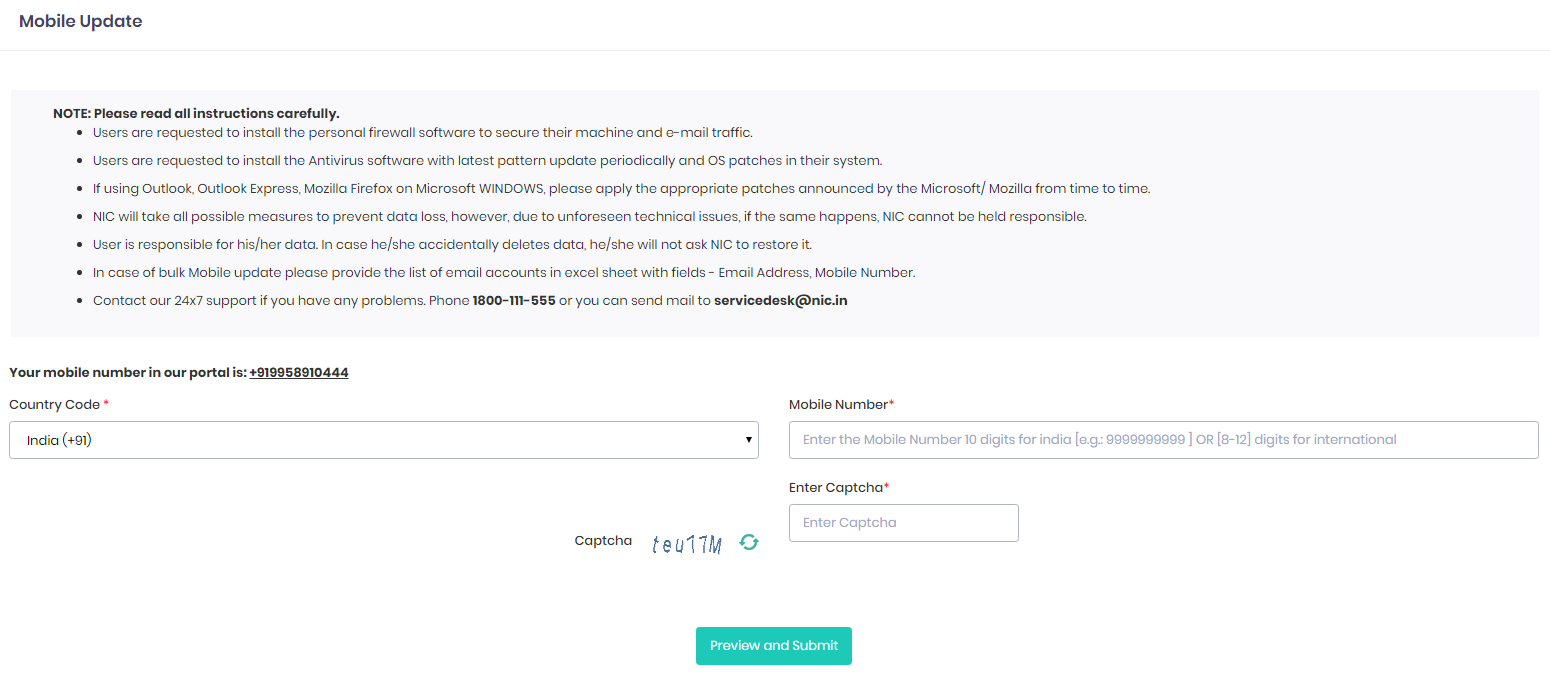 Mobile Update
NOTE: Please read all instructions carefully.
Users are requested to install the personal firewall software to secure their machine and e-mail traffic.
Users are requested to install the Antivirus software with latest pattern update periodically and OS patches in their system.
If using Outlook, Outlook Express, Mozilla Firefox on Microsoft WINDOWS, please apply the appropriate patches announced by the Microsoft/ Mozilla from time to time.
NIC will take all possible measures to prevent data loss, however, due to unforeseen technical issues, if the same happens, NIC cannot be held responsible.
User is responsible for his/her data. In case he/she accidentally deletes data, he/she will not ask NIC to restore it.
In case of bulk Mobile update please provide the list of email accounts in excel sheet with fields - Email Address, Mobile Number.
Contact our 24x7 support if you have any problems. Phone 1800-111-555 or you can send mail to servicedesk@nic.in
Your mobile number in our portal is: +919958910444
Country Code *
India (+91)
Mobile Number*
Enter the Mobile Number 10 digits for india [e.g.: 9999999999 ] OR [8-12] digits for international
Enter Captcha*
Enter Captcha
Captcha
Preview and Submit